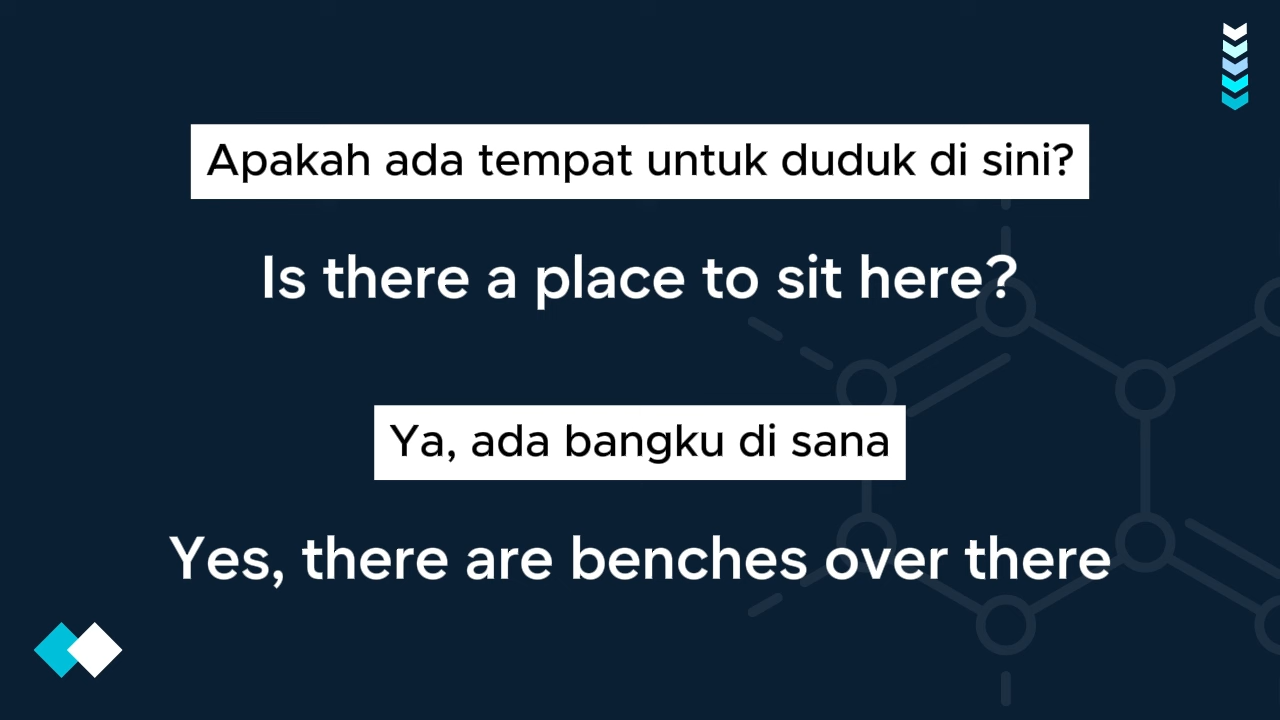 Apakah ada tempat untuk duduk di sini?
Is there a place to sit here?
Ya, ada bangku di sana
Yes, there are benches over there